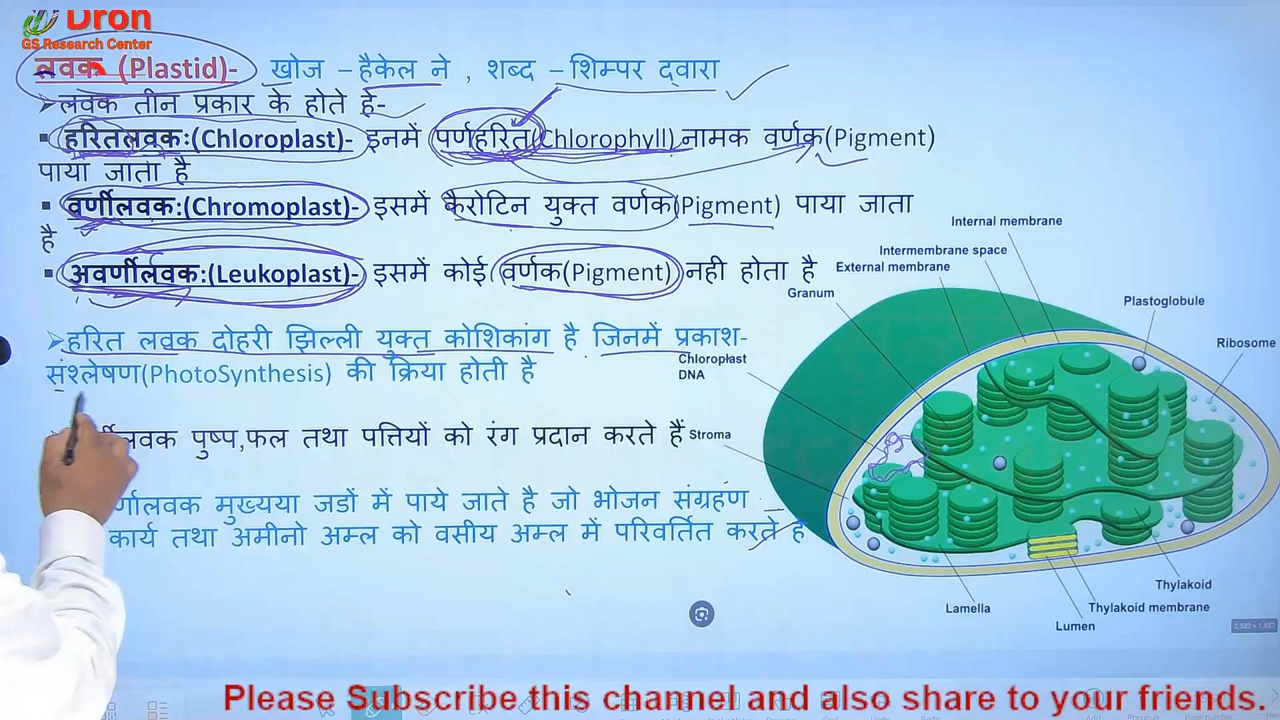 Dron
GS Research Center
लवक (Plastid)- खोज – हैकेल ने , शब्द – शिम्पर द्वारा
➤लवक तीन प्रकार के होते है-
▪ हरितलवकः(Chloroplast)- इनमें पर्णहरित(Chlorophyll) नामक वर्णक(Pigment)
पाया जाता है
▪ वर्णीलवकः(Chromoplast)- इसमें कैरोटिन युक्त वर्णक(Pigment) पाया जाता
है
▪ अवर्णीलवकः(Leukoplast)- इसमें कोई वर्णक(Pigment) नही होता है
➤हरित लवक दोहरी झिल्ली युक्त कोशिकांग है जिनमें प्रकाश-
संश्लेषण(PhotoSynthesis) की क्रिया होती है
पुष्प,फल तथा पत्तियों को रंग प्रदान करते हैं
मुख्यया जडों में पाये जाते है जो भोजन संग्रहंण
कार्य तथा अमीनो अम्ल को वसीय अम्ल में परिवर्तित करते है
Internal membrane
Intermembrane space
External membrane
Granum
Plastoglobule
Ribosome
Chloroplast
DNA
Stroma
Thylakoid
Lamella
Thylakoid membrane
Lumen
Please Subscribe this channel and also share to your friends.